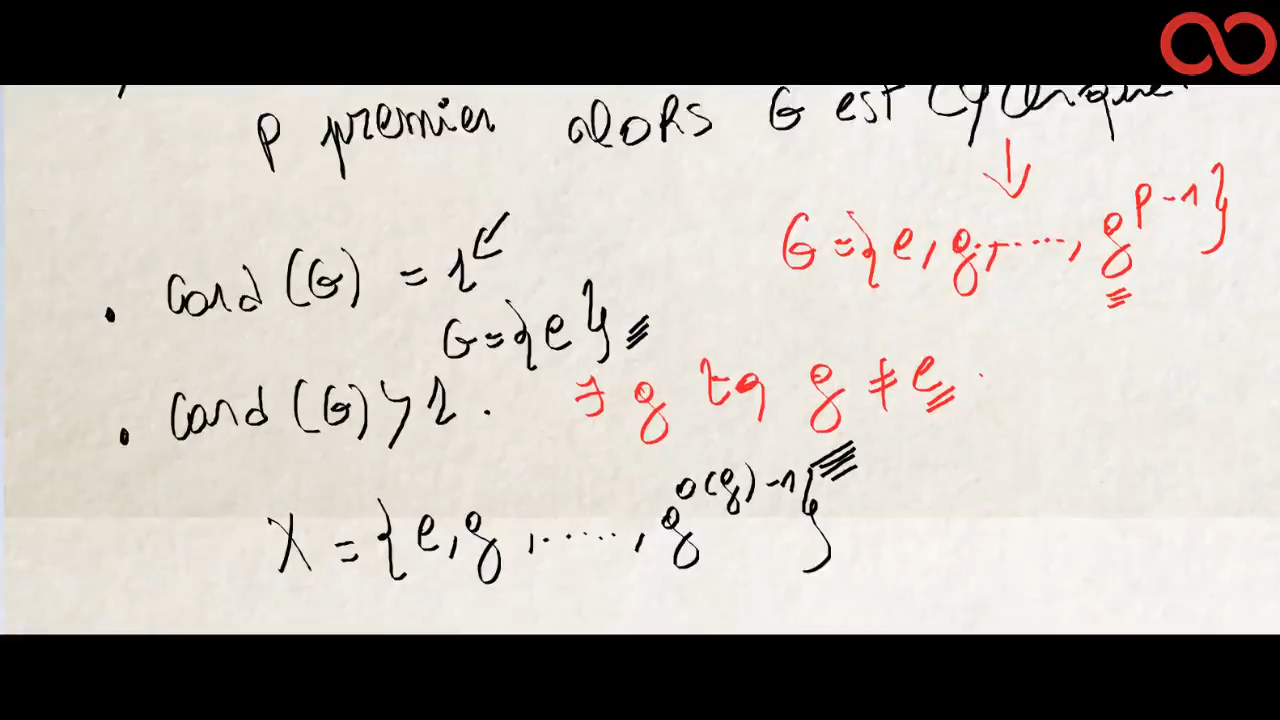 P premier alors G est cyclique
G = {e, g, ....., g^{p-1}}
. Card (G) = 1
G = {e}
. Card (G) > 1 . ∃ g tq g ≠ e
X = {e, g, ....., g^{o(g)-1}}